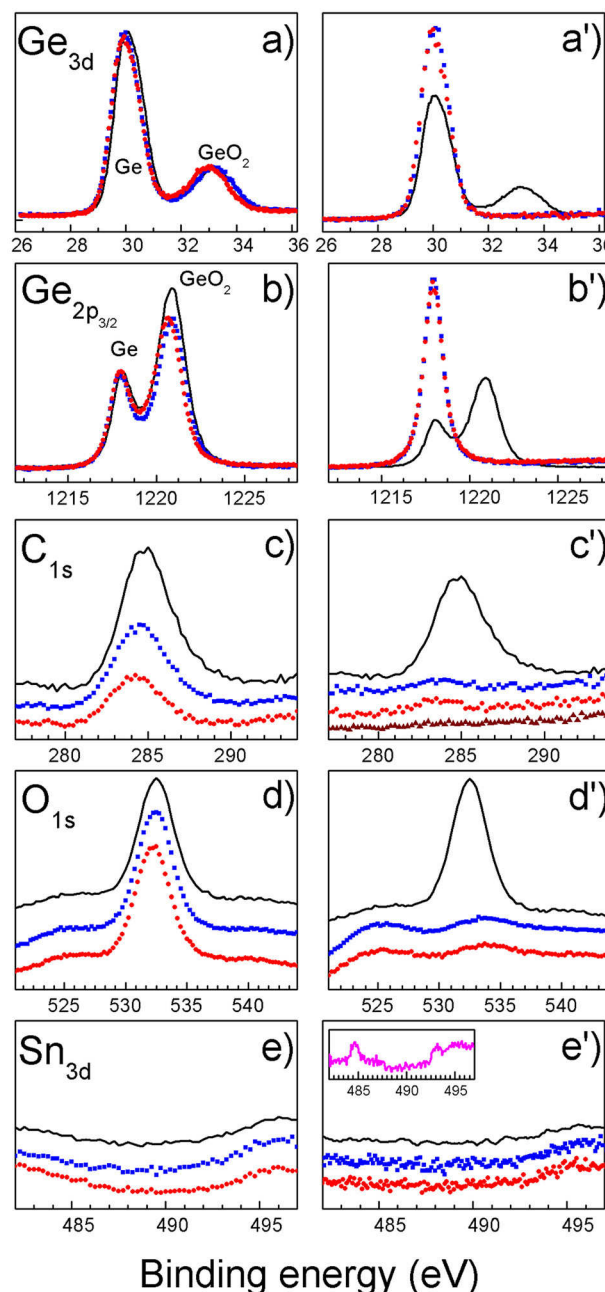 Ge3d a) a')
Ge GeO2
26 28 30 32 34 36 26 28 30 32 34 36
Ge2p3/2 b) b')
GeO2
Ge
1215 1220 1225 1215 1220 1225
C1s c) c')
280 285 290 280 285 290
O1s d) d')
525 530 535 540 525 530 535 540
Sn3d e) e')
485 490 495
485 490 495 485 490 495
Binding energy (eV)